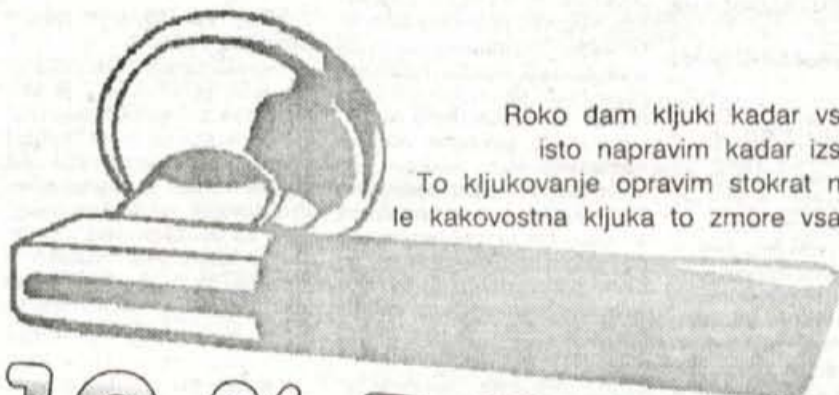 Roko dam kljuki kadar vs
isto napravim kadar izs
To kljukovanje opravim stokrat
le kakovostna kljuka to zmore vsa